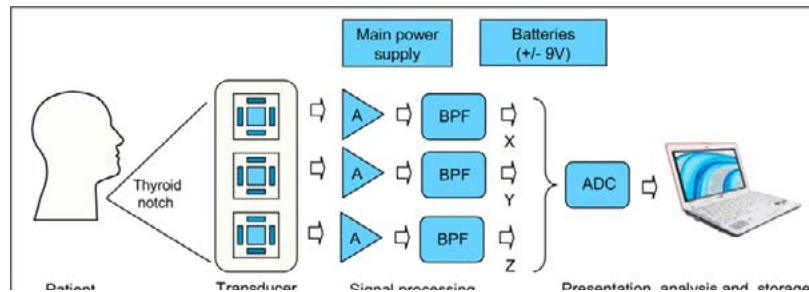 Main power
supply
Batteries
(+/- 9V)
A
BPF
X
Thyroid
notch
A
BPF
Y
ADC
A
BPF
Z
Patient
Transducer
Signal processing
Presentation, analysis and storage